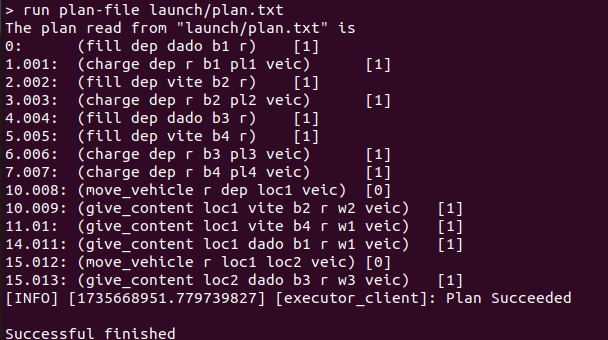 > run plan-file launch/plan.txt
The plan read from "launch/plan.txt" is
0:      (fill dep dado b1 r)    [1]
1.001:  (charge dep r b1 pl1 veic)      [1]
2.002:  (fill dep vite b2 r)    [1]
3.003:  (charge dep r b2 pl2 veic)      [1]
4.004:  (fill dep dado b3 r)    [1]
5.005:  (fill dep vite b4 r)    [1]
6.006:  (charge dep r b3 pl3 veic)      [1]
7.007:  (charge dep r b4 pl4 veic)      [1]
10.008: (move_vehicle r dep loc1 veic)  [0]
10.009: (give_content loc1 vite b2 r w2 veic)   [1]
11.01:  (give_content loc1 vite b4 r w1 veic)   [1]
14.011: (give_content loc1 dado b1 r w1 veic)   [1]
15.012: (move_vehicle r loc1 loc2 veic) [0]
15.013: (give_content loc2 dado b3 r w3 veic)   [1]
[INFO] [1735668951.779739827] [executor_client]: Plan Succeeded
Successful finished